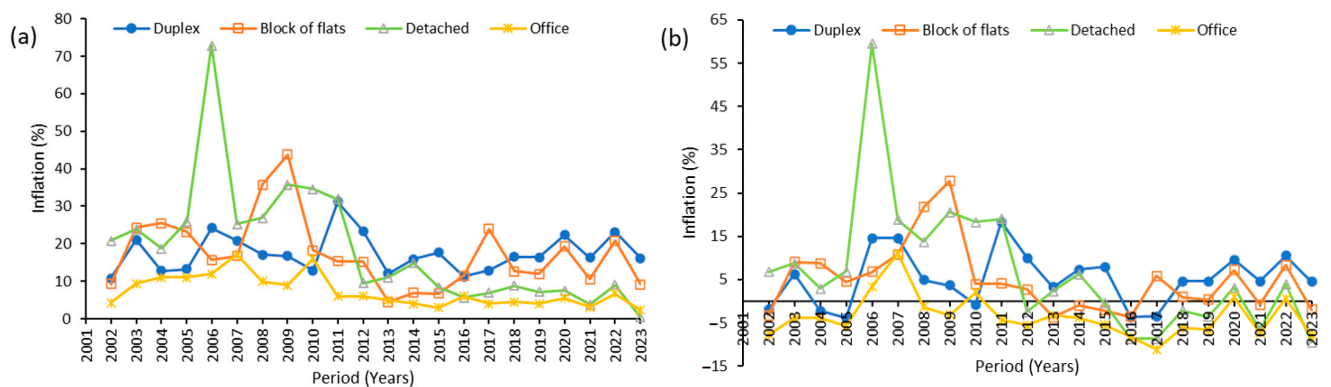 (a)
Duplex Block of flats Detached Office
Inflation (%)
80
70
60
50
40
30
20
10
0
2001 2002 2003 2004 2005 2006 2007 2008 2009 2010 2011 2012 2013 2014 2015 2016 2017 2018 2019 2020 2021 2022 2023
Period (Years)
(b)
Duplex Block of flats Detached Office
Inflation (%)
65
55
45
35
25
15
5
−5
−15
2001 2002 2003 2004 2005 2006 2007 2008 2009 2010 2011 2012 2013 2014 2015 2016 2017 2018 2019 2020 2021 2022 2023
Period (Years)